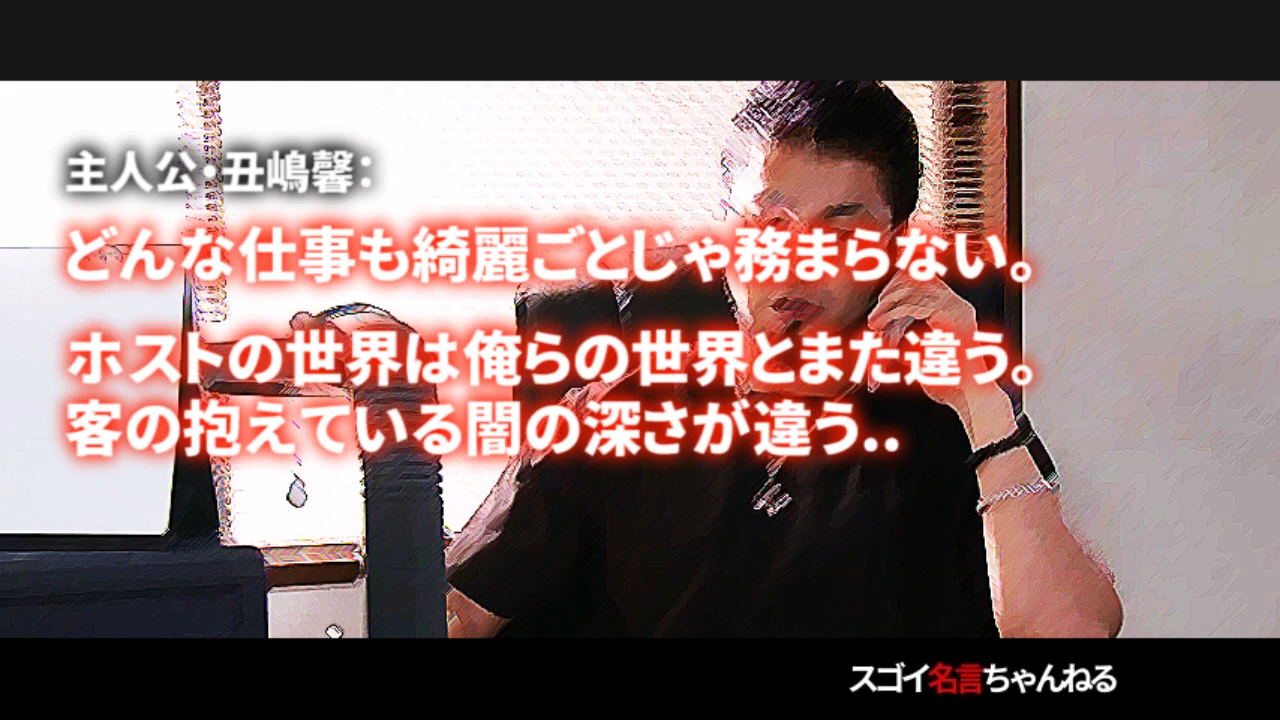 主人公・丑嶋馨：
どんな仕事も綺麗ごとじゃ務まらない。
ホストの世界は俺らの世界とまた違う。
客の抱えている闇の深さが違う..
スゴイ名言ちゃんねる